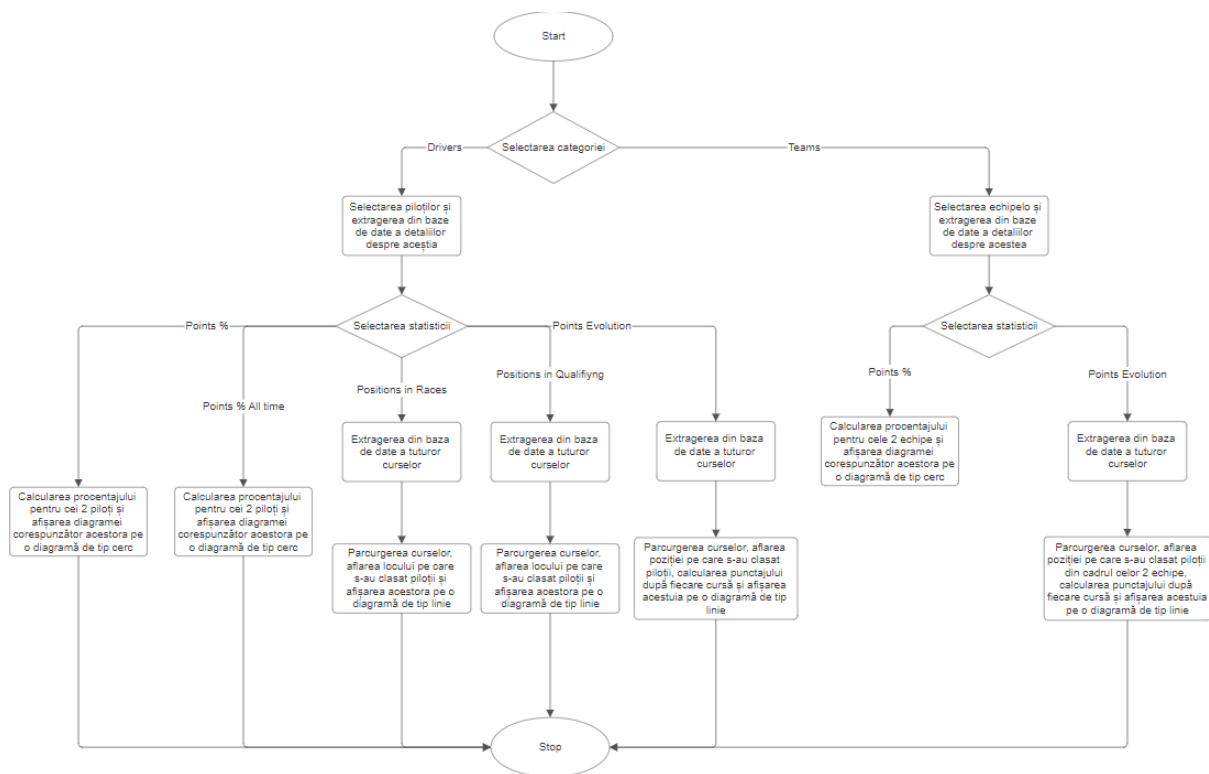 Start
Selectarea categoriei
Drivers
Teams
Selectarea piloților și
extragerea din baze
de date a detaliilor
despre aceștia
Selectarea echipelo și
extragerea din baze
de date a detaliilor
despre acestea
Selectarea statisticii
Points %
Points % All time
Positions in Races
Positions in Qualifiyng
Points Evolution
Selectarea statisticii
Points %
Points Evolution
Calcularea procentajului
pentru cei 2 piloți și
afișarea diagramei
corespunzător acestora pe
o diagramă de tip cerc
Calcularea procentajului
pentru cei 2 piloți și
afișarea diagramei
corespunzător acestora pe
o diagramă de tip cerc
Extragerea din baza
de date a tuturor
curselor
Extragerea din baza
de date a tuturor
curselor
Extragerea din baza
de date a tuturor
curselor
Calcularea procentajului
pentru cele 2 echipe și
afișarea diagramei
corespunzător acestora pe
o diagramă de tip cerc
Extragerea din baza
de date a tuturor
curselor
Parcurgerea curselor,
aflarea locului pe care
s-au clasat piloții și
afișarea acestora pe o
diagramă de tip linie
Parcurgerea curselor,
aflarea locului pe care
s-au clasat piloții și
afișarea acestora pe o
diagramă de tip linie
Parcurgerea curselor, aflarea
poziției pe care s-au clasat
piloții, calcularea punctajului
după fiecare cursă și afișarea
acestuia pe o diagramă de tip
linie
Parcurgerea curselor, aflarea
poziției pe care s-au clasat piloții
din cadrul celor 2 echipe,
calcularea punctajului după
fiecare cursă și afișarea acestuia
pe o diagramă de tip linie
Stop